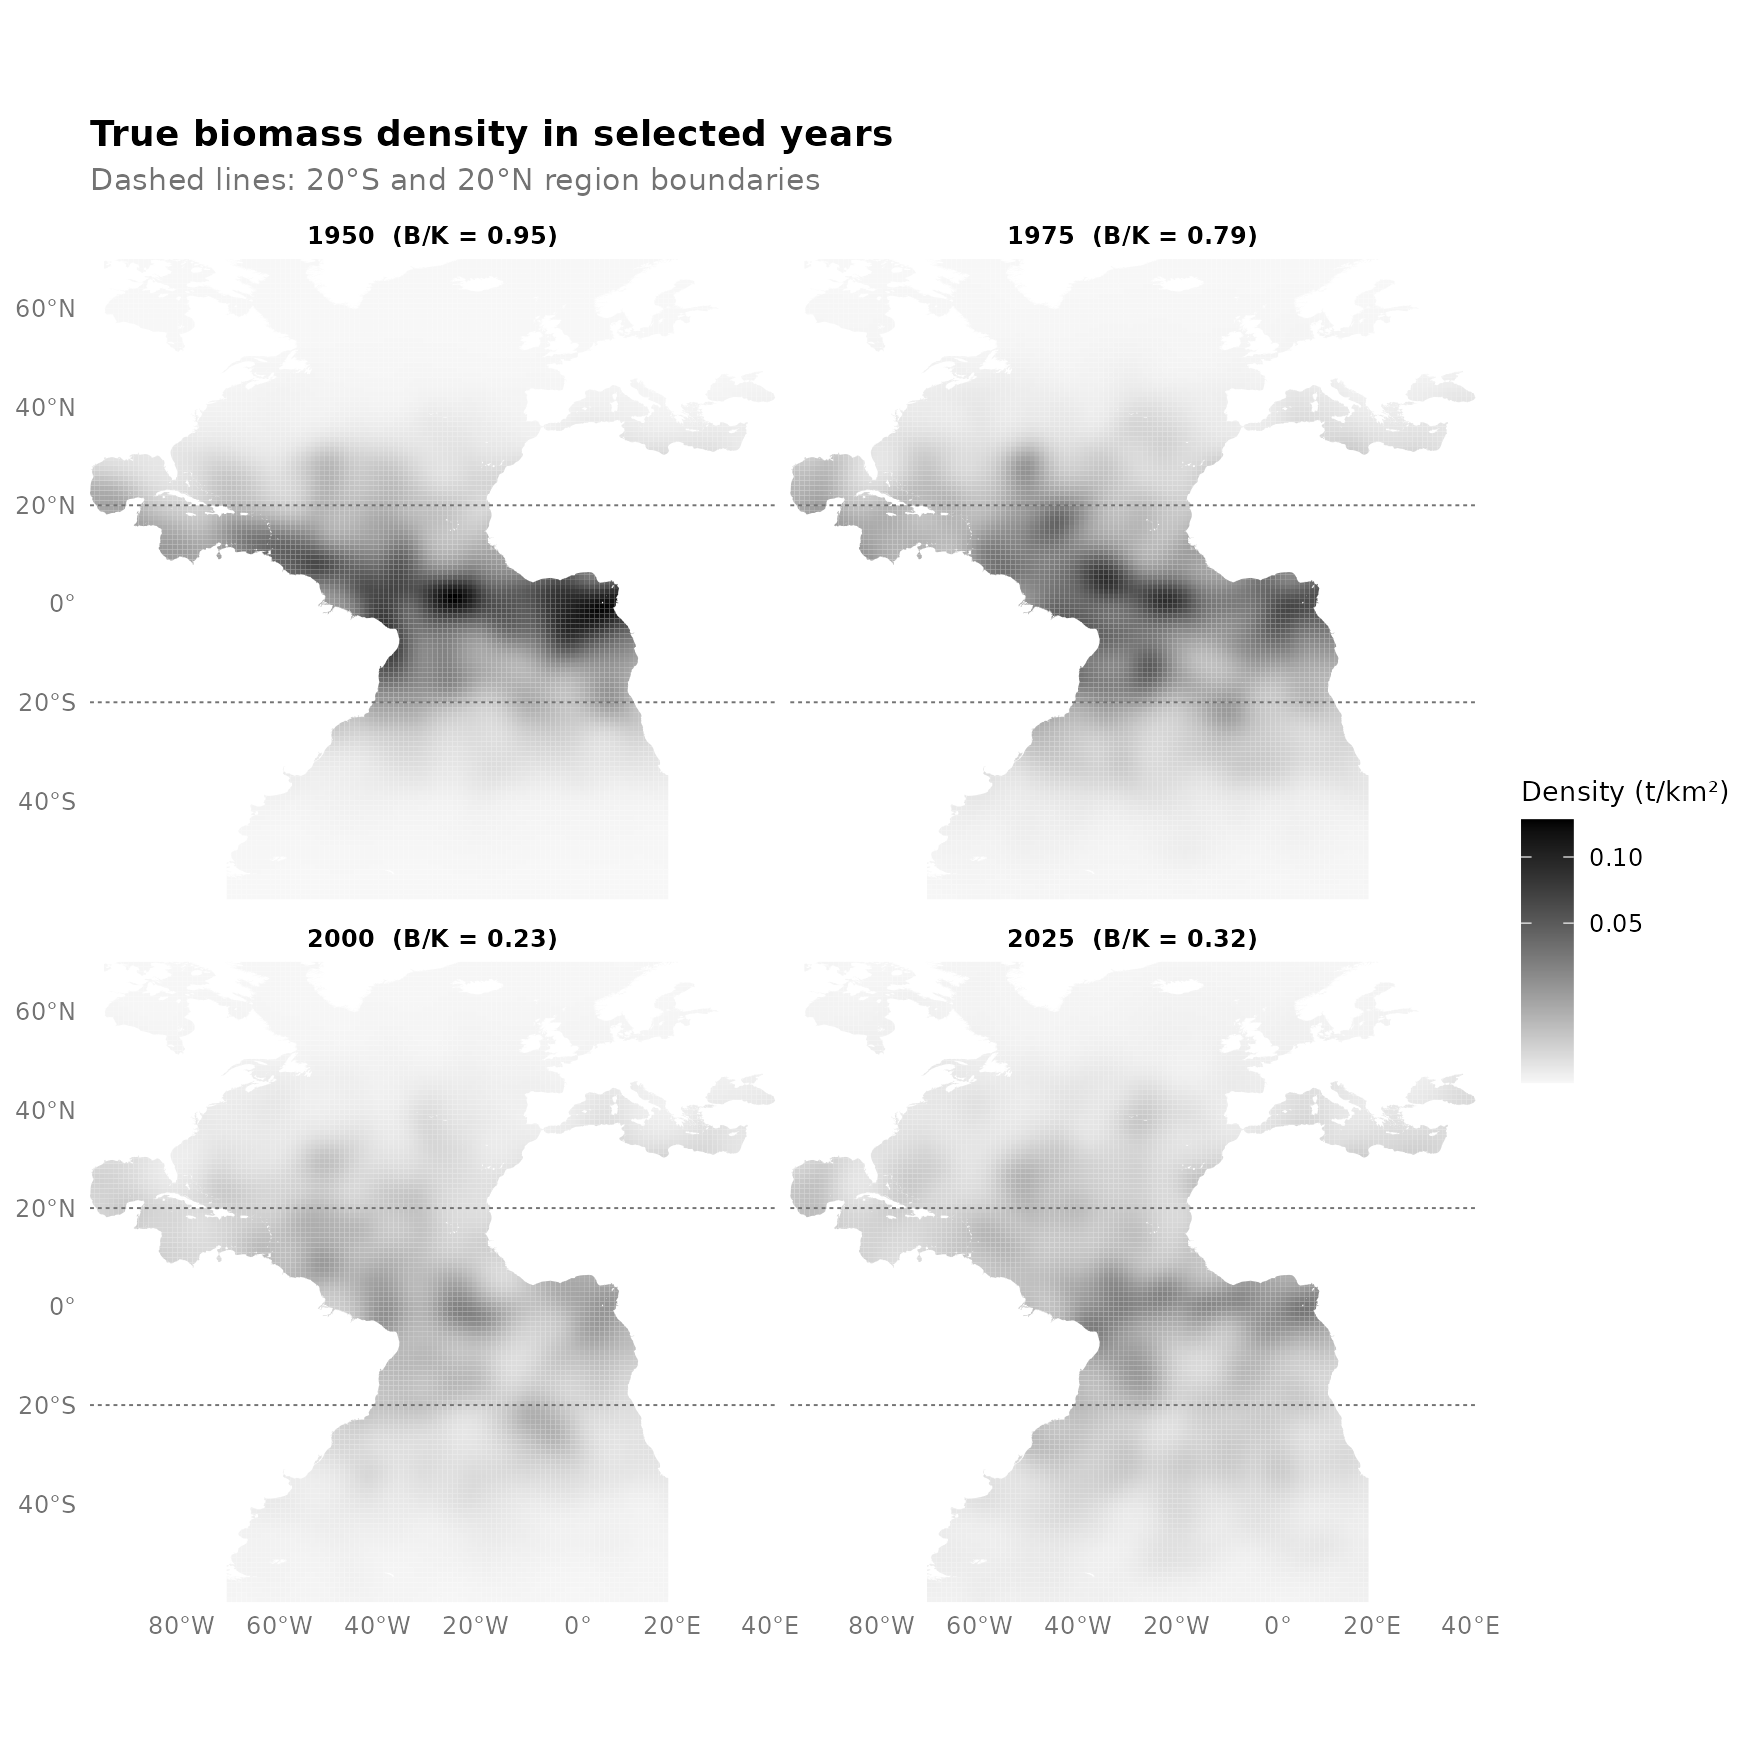 True biomass density in selected years
Dashed lines: 20°S and 20°N region boundaries
1950  (B/K = 0.95)
1975  (B/K = 0.79)
60°N
40°N
20°N
0°
20°S
40°S
Density (t/km²)
0.10
0.05
2000  (B/K = 0.23)
2025  (B/K = 0.32)
60°N
40°N
20°N
0°
20°S
40°S
80°W 60°W 40°W 20°W 0° 20°E 40°E
80°W 60°W 40°W 20°W 0° 20°E 40°E